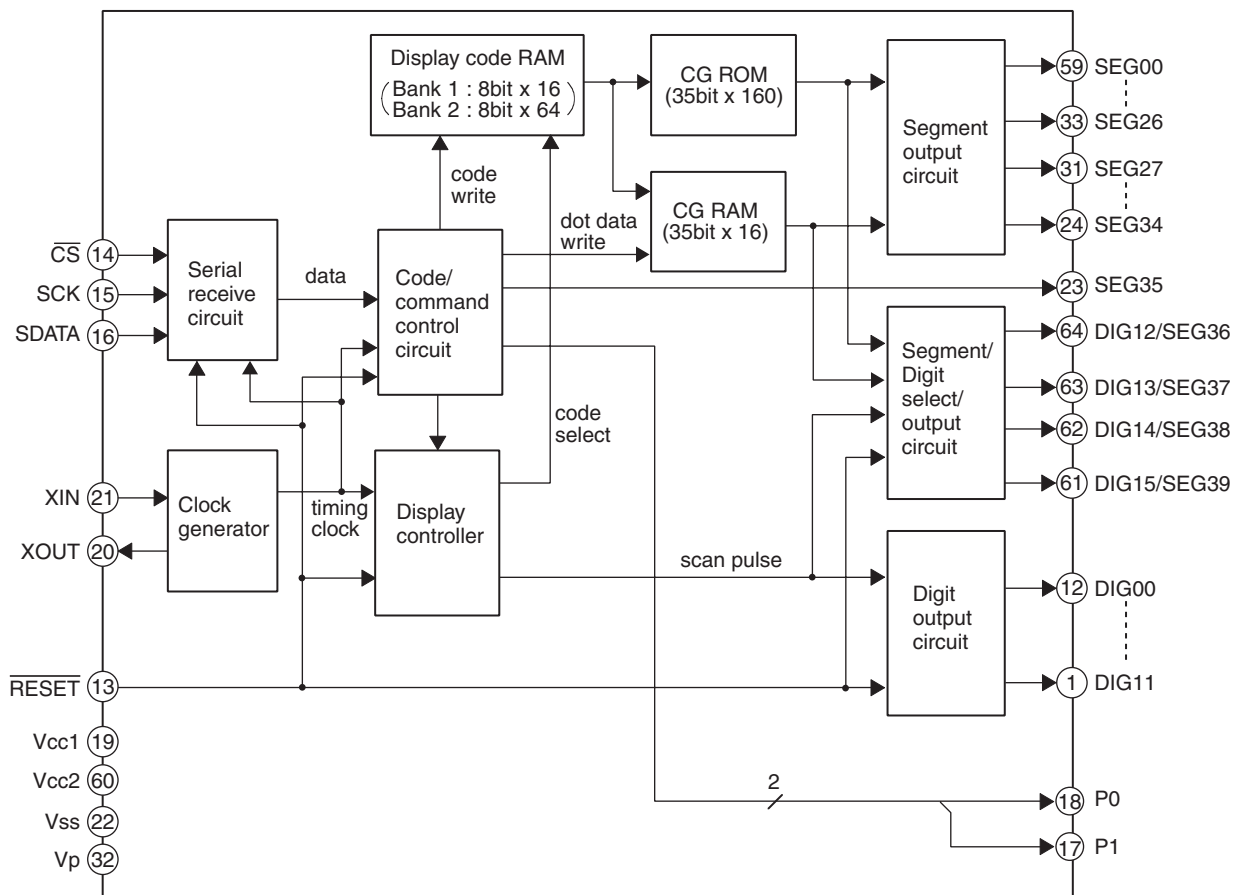 Display code RAM
Bank 1 : 8bit x 16
Bank 2 : 8bit x 64
CG ROM
(35bit x 160)
CG RAM
(35bit x 16)
Segment
output
circuit
59 SEG00
33 SEG26
31 SEG27
24 SEG34
code
write
dot data
write
CS 14
SCK 15
SDATA 16
Serial
receive
circuit
data
Code/
command
control
circuit
23 SEG35
Segment/
Digit
select/
output
circuit
64 DIG12/SEG36
63 DIG13/SEG37
62 DIG14/SEG38
61 DIG15/SEG39
code
select
XIN 21
XOUT 20
Clock
generator
timing
clock
Display
controller
scan pulse
Digit
output
circuit
12 DIG00
1 DIG11
RESET 13
Vcc1 19
Vcc2 60
Vss 22
Vp 32
2
18 P0
17 P1